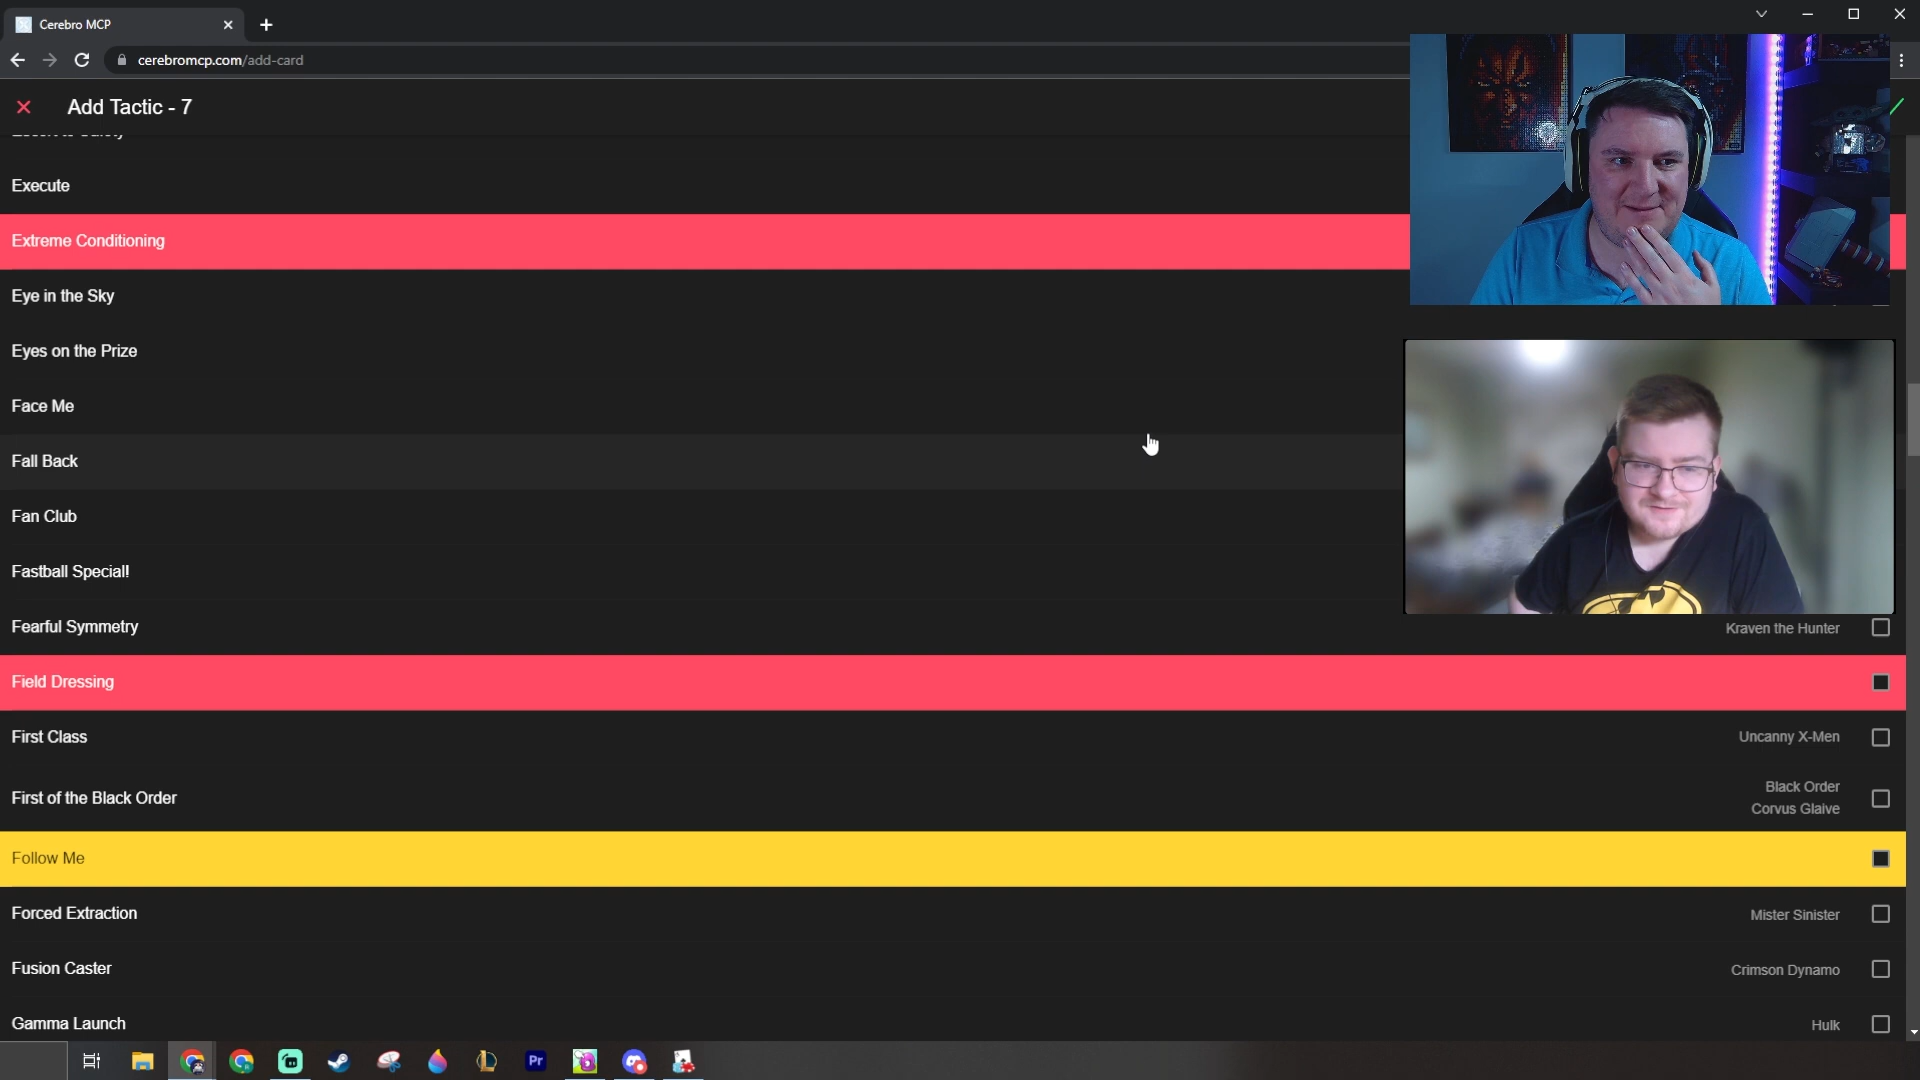 Cerebro MCP
cerebromcp.com/add-card
Add Tactic - 7
Execute
Extreme Conditioning
Eye in the Sky
Eyes on the Prize
Face Me
Fall Back
Fan Club
Fastball Special!
Fearful Symmetry
Kraven the Hunter
Field Dressing
First Class
Uncanny X-Men
First of the Black Order
Black Order
Corvus Glaive
Follow Me
Forced Extraction
Mister Sinister
Fusion Caster
Crimson Dynamo
Gamma Launch
Hulk
Pr